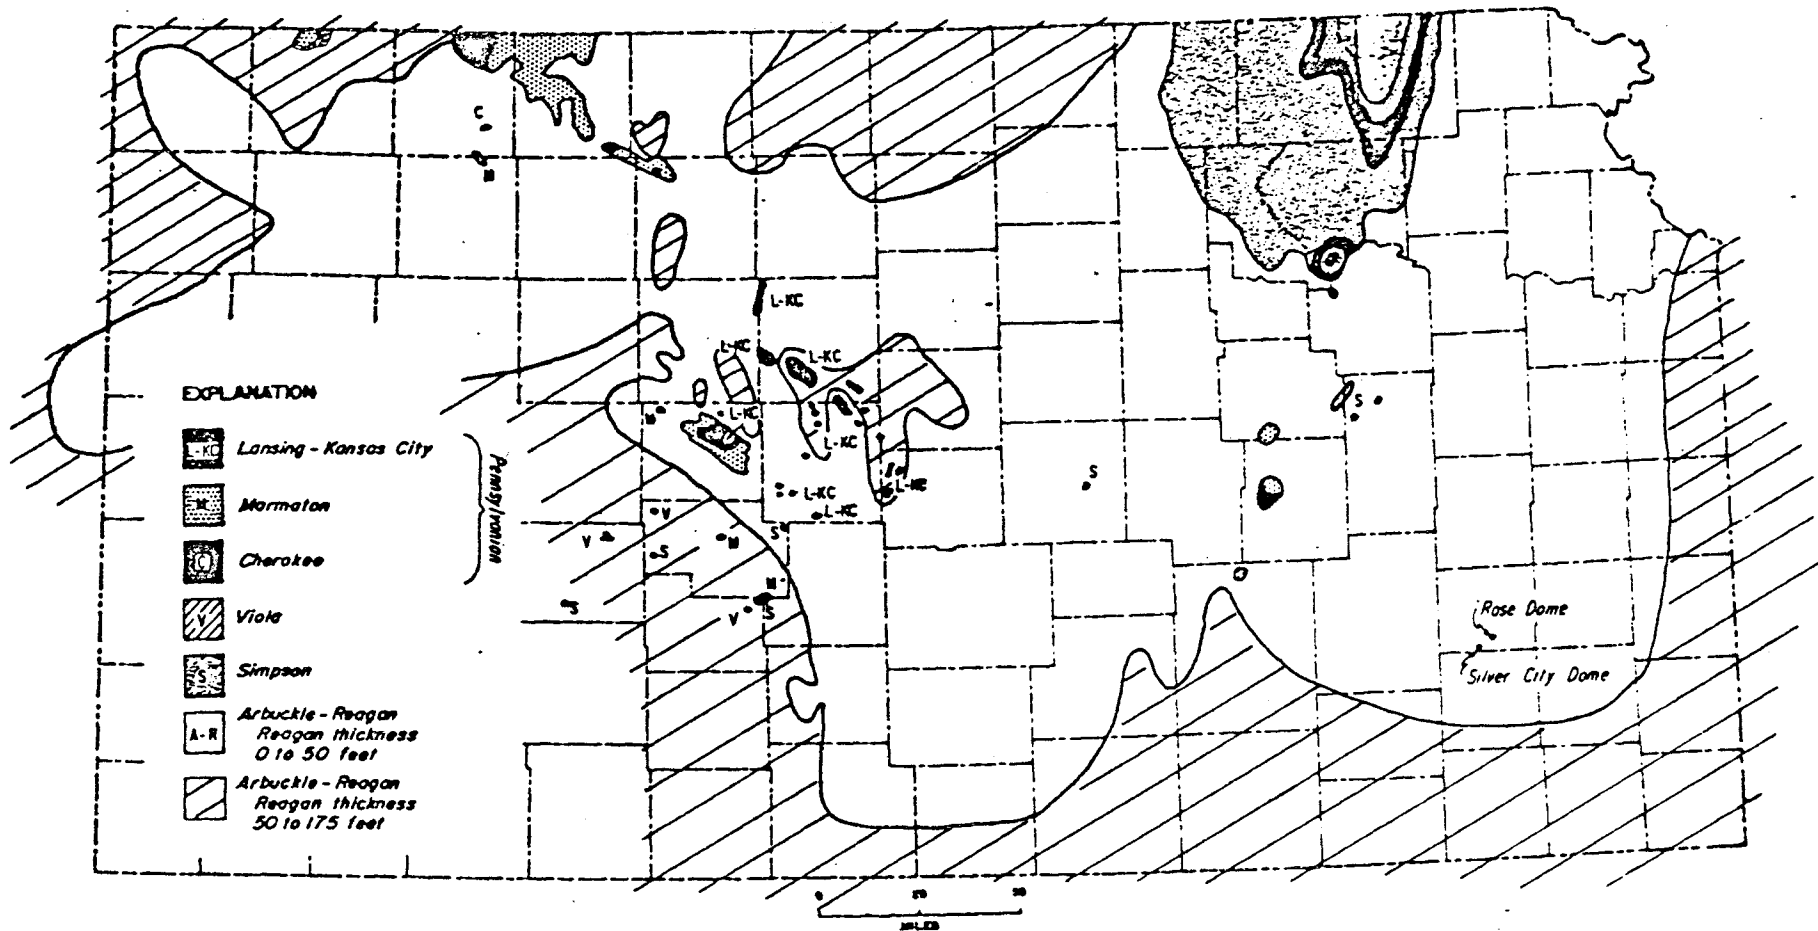 C
M
L-KC
L-KC
L-KC
L-KC
M
L-KC
S
S
L-KC
L-KC
L-KC
V
V
M
S
S
M
S
V
S
Rose Dome
Silver City Dome
EXPLANATION
L-KC Lansing-Kansas City
M Marmaton
C Cherokee
Pennsylvanian
V Viola
S Simpson
A-R Arbuckle-Reagan
Reagan thickness
0 to 50 feet
Arbuckle-Reagan
Reagan thickness
50 to 175 feet
0
MILES